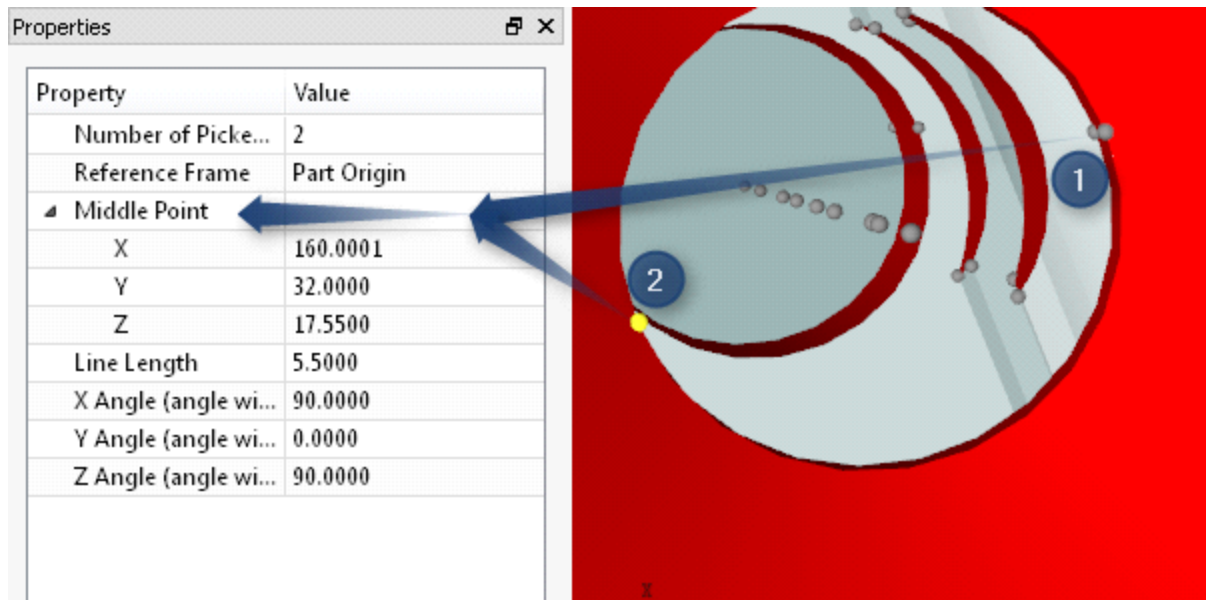 Properties
Property Value
Number of Picke... 2
Reference Frame Part Origin
Middle Point
X 160.0001
Y 32.0000
Z 17.5500
Line Length 5.5000
X Angle (angle wi... 90.0000
Y Angle (angle wi... 0.0000
Z Angle (angle wi... 90.0000
1
2
X